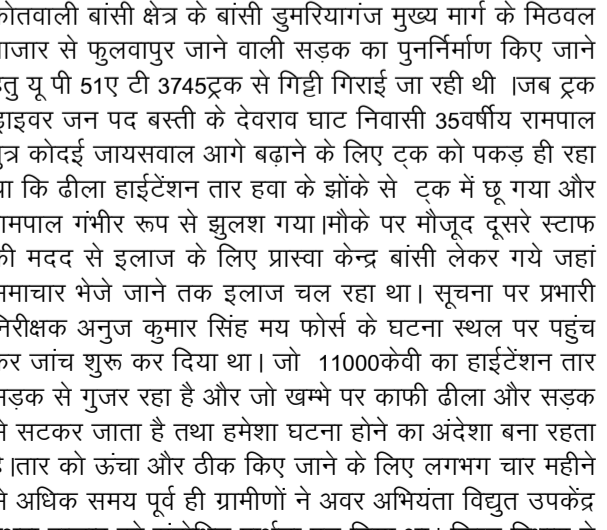 कोतवाली बांसी क्षेत्र के बांसी डुमरियागंज मुख्य मार्ग के मिठवल
बाजार से फुलवापुर जाने वाली सड़क का पुनर्निर्माण किए जाने
हेतु यू पी 51ए टी 3745ट्रक से गिट्टी गिराई जा रही थी ।जब ट्रक
ड्राइवर जन पद बस्ती के देवराव घाट निवासी 35वर्षीय रामपाल
पुत्र कोदई जायसवाल आगे बढ़ाने के लिए ट्क को पकड़ ही रहा
था कि ढीला हाईटेंशन तार हवा के झोंके से ट्क में छू गया और
रामपाल गंभीर रूप से झुलश गया।मौके पर मौजूद दूसरे स्टाफ
की मदद से इलाज के लिए प्रास्वा केन्द्र बांसी लेकर गये जहां
समाचार भेजे जाने तक इलाज चल रहा था। सूचना पर प्रभारी
निरीक्षक अनुज कुमार सिंह मय फोर्स के घटना स्थल पर पहुंच
कर जांच शुरू कर दिया था। जो 11000केवी का हाईटेंशन तार
सड़क से गुजर रहा है और जो खम्भे पर काफी ढीला और सड़क
से सटकर जाता है तथा हमेशा घटना होने का अंदेशा बना रहता
है।तार को ऊंचा और ठीक किए जाने के लिए लगभग चार महीने
से अधिक समय पूर्व ही ग्रामीणों ने अवर अभियंता विद्युत उपकेंद्र